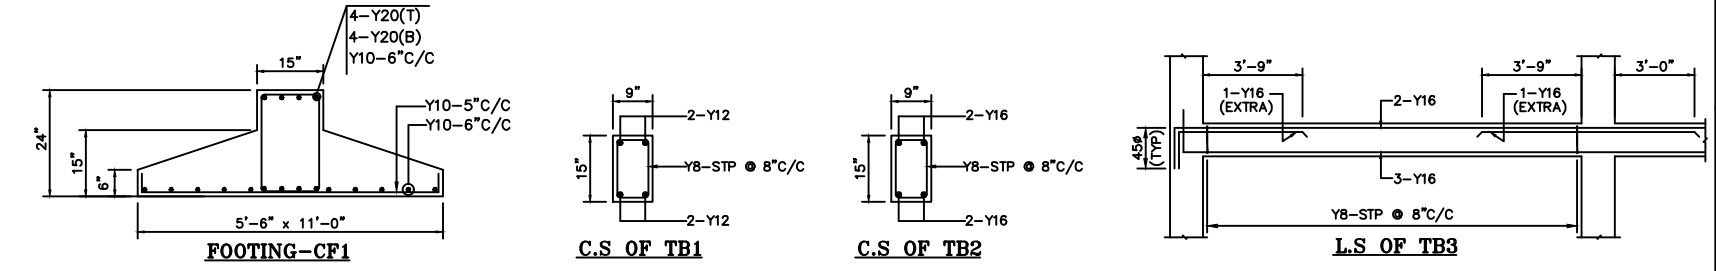 4-Y20(T)
4-Y20(B)
Y10-6"C/C
15"
Y10-5"C/C
Y10-6"C/C
24"
15"
6"
5'-6" x 11'-0"
FOOTING-CF1
9"
2-Y12
15"
Y8-STP @ 8"C/C
2-Y12
C.S OF TB1
9"
2-Y16
15"
Y8-STP @ 8"C/C
2-Y16
C.S OF TB2
3'-9"
3'-9"
3'-0"
1-Y16
(EXTRA)
2-Y16
1-Y16
(EXTRA)
45ø
(TYP)
3-Y16
Y8-STP @ 8"C/C
L.S OF TB3